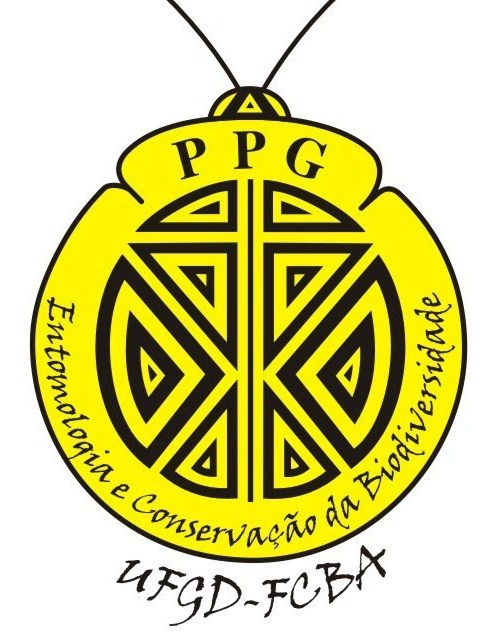 PPG
Entomologia e Conservação da Biodiversidade
UFGD-FCBA